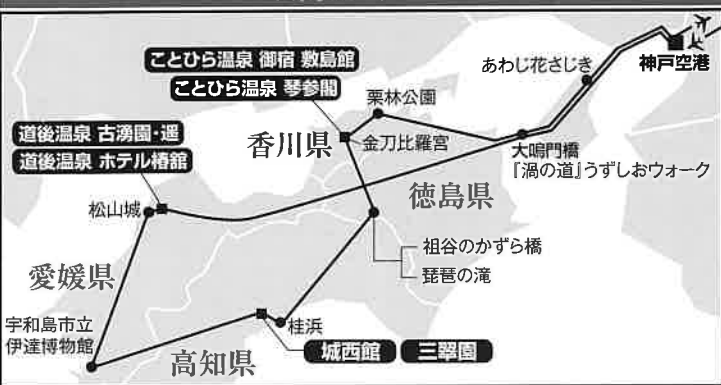 ことひら温泉 御宿 敷島館
ことひら温泉 琴参閣
神戸空港
あわじ花さじき
栗林公園
香川県
金刀比羅宮
大鳴門橋
『渦の道』うずしおウォーク
道後温泉 古湧園・遥
道後温泉 ホテル椿館
松山城
徳島県
祖谷のかずら橋
琵琶の滝
愛媛県
宇和島市立
伊達博物館
桂浜
高知県
城西館
三翠園